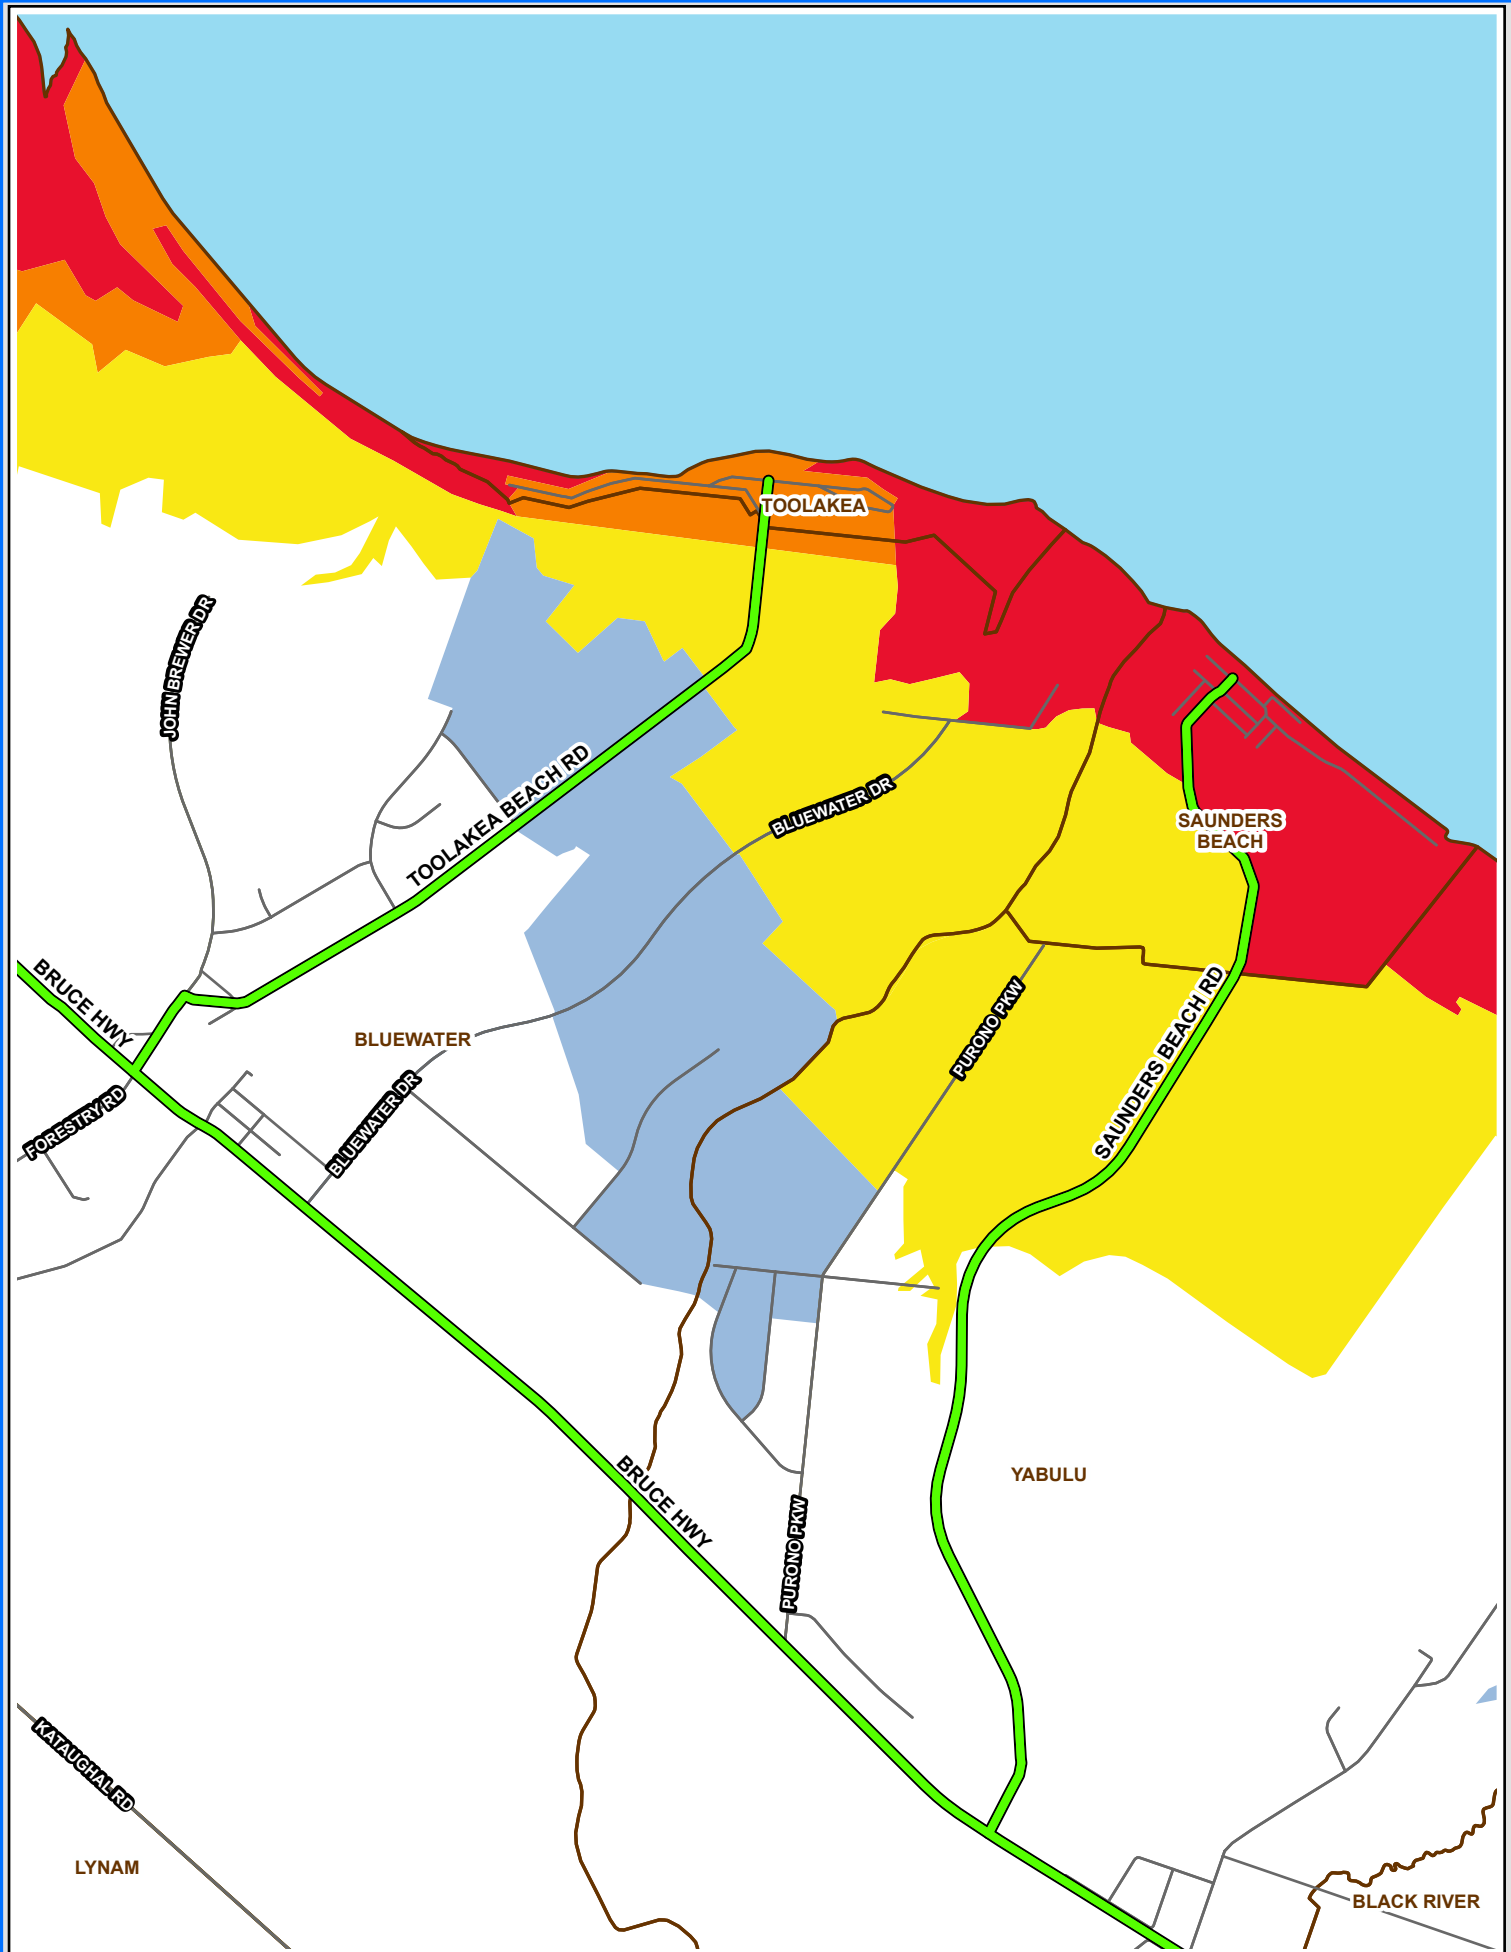 TOOLAKEA
JOHN BREWER DR
TOOLAKEA BEACH RD
BLUEWATER DR
SAUNDERS
BEACH
BRUCE HWY
BLUEWATER
PURONO PKW
SAUNDERS BEACH RD
FORESTRY RD
BLUEWATER DR
BRUCE HWY
YABULU
PURONO PKW
KATAUGHAL RD
LYNAM
BLACK RIVER